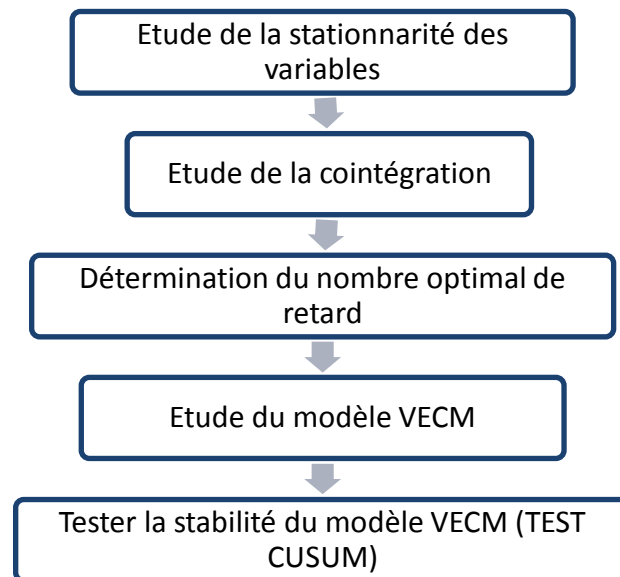 Etude de la stationnarité des
variables
Etude de la cointégration
Détermination du nombre optimal de
retard
Etude du modèle VECM
Tester la stabilité du modèle VECM (TEST
CUSUM)